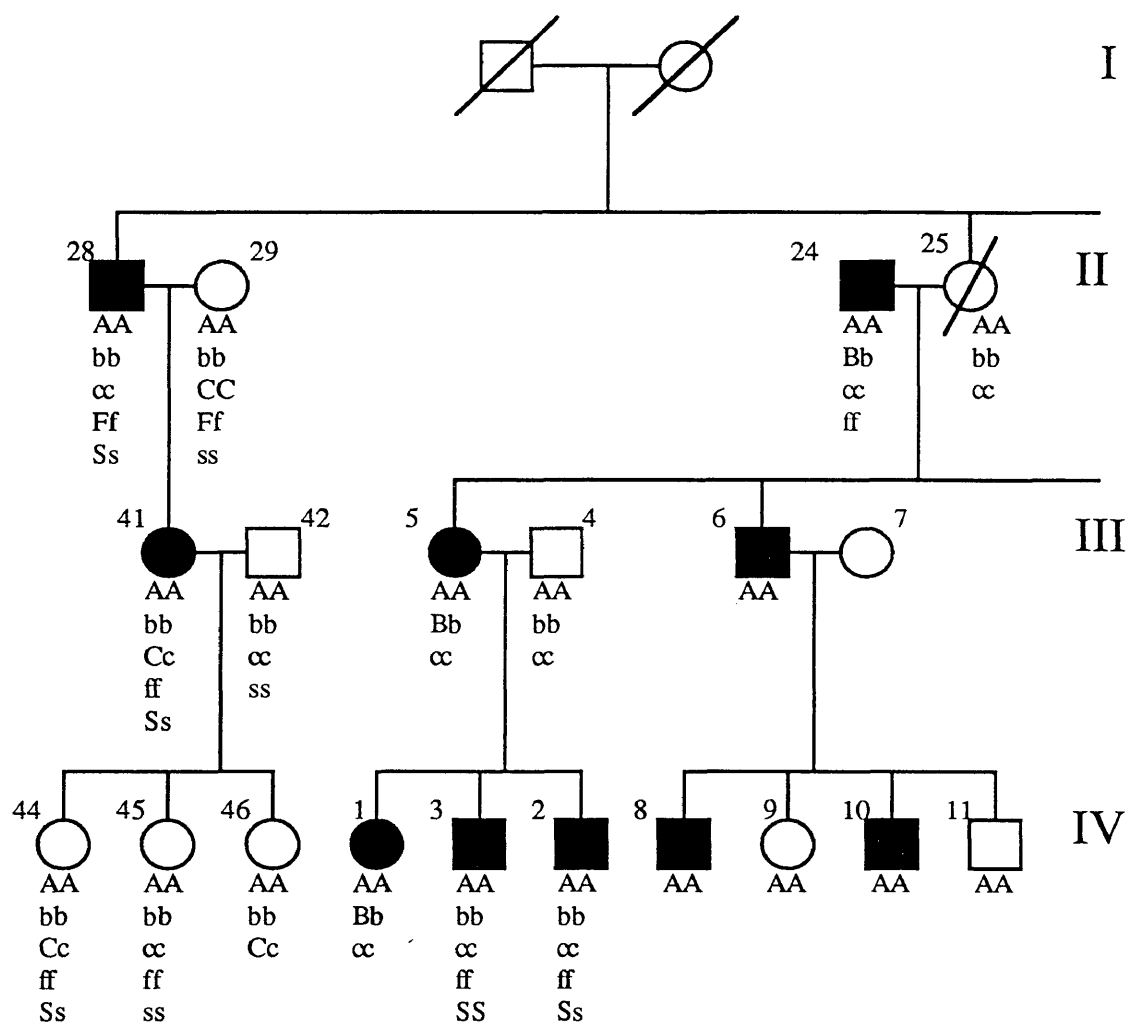 I
28 29 24 25 II
AA AA AA AA
bb bb Bb bb
cc CC cc cc
Ff Ff ff
Ss ss
41 42 5 4 6 7 III
AA AA AA AA AA
bb bb Bb bb
Cc cc cc cc
ff ss
Ss
44 45 46 1 3 2 8 9 10 11 IV
AA AA AA AA AA AA AA AA AA AA
bb bb bb Bb bb bb
Cc cc Cc cc cc cc
ff ff ff ff
Ss ss SS Ss